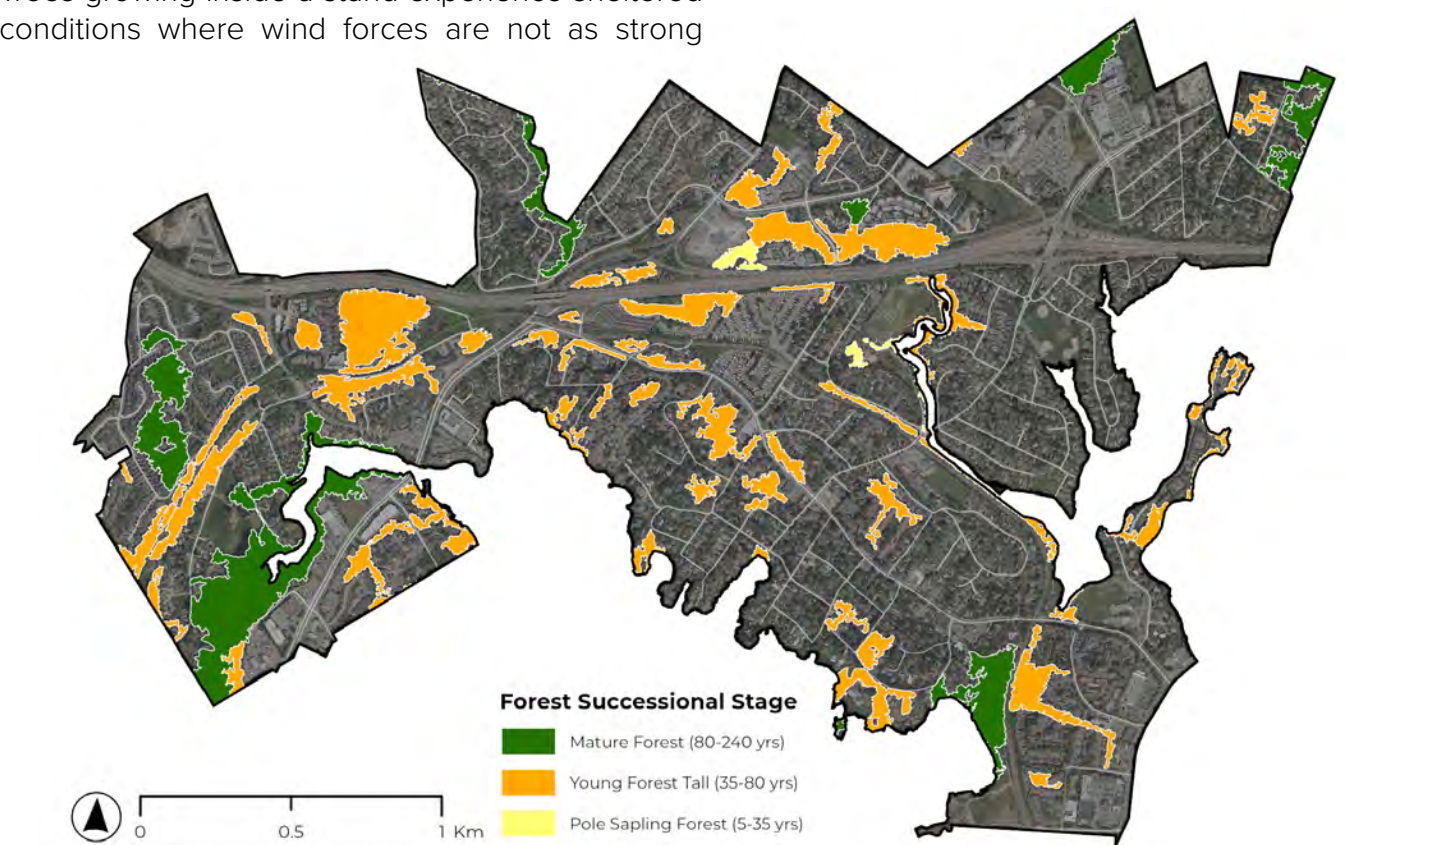 conditions where wind forces are not as strong
Forest Successional Stage
Mature Forest (80-240 yrs)
Young Forest Tall (35-80 yrs)
Pole Sapling Forest (5-35 yrs)
0 0.5 1 Km